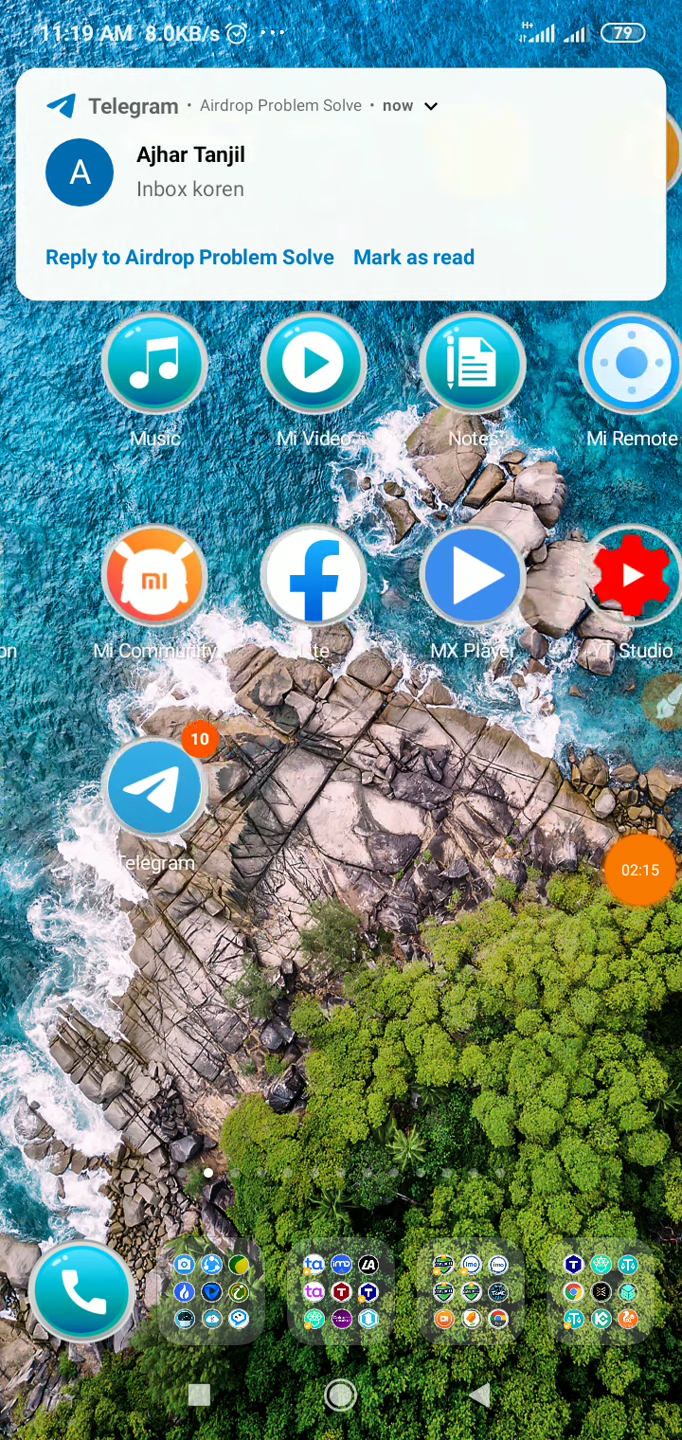 11:19 AM 8.0KB/s ... H+ 79
Telegram • Airdrop Problem Solve • now
A
Ajhar Tanjil
Inbox koren
Reply to Airdrop Problem Solve Mark as read
Music Mi Video Notes Mi Remote
mi
on Mi Community Lite MX Player YT Studio
10
Telegram
02:15